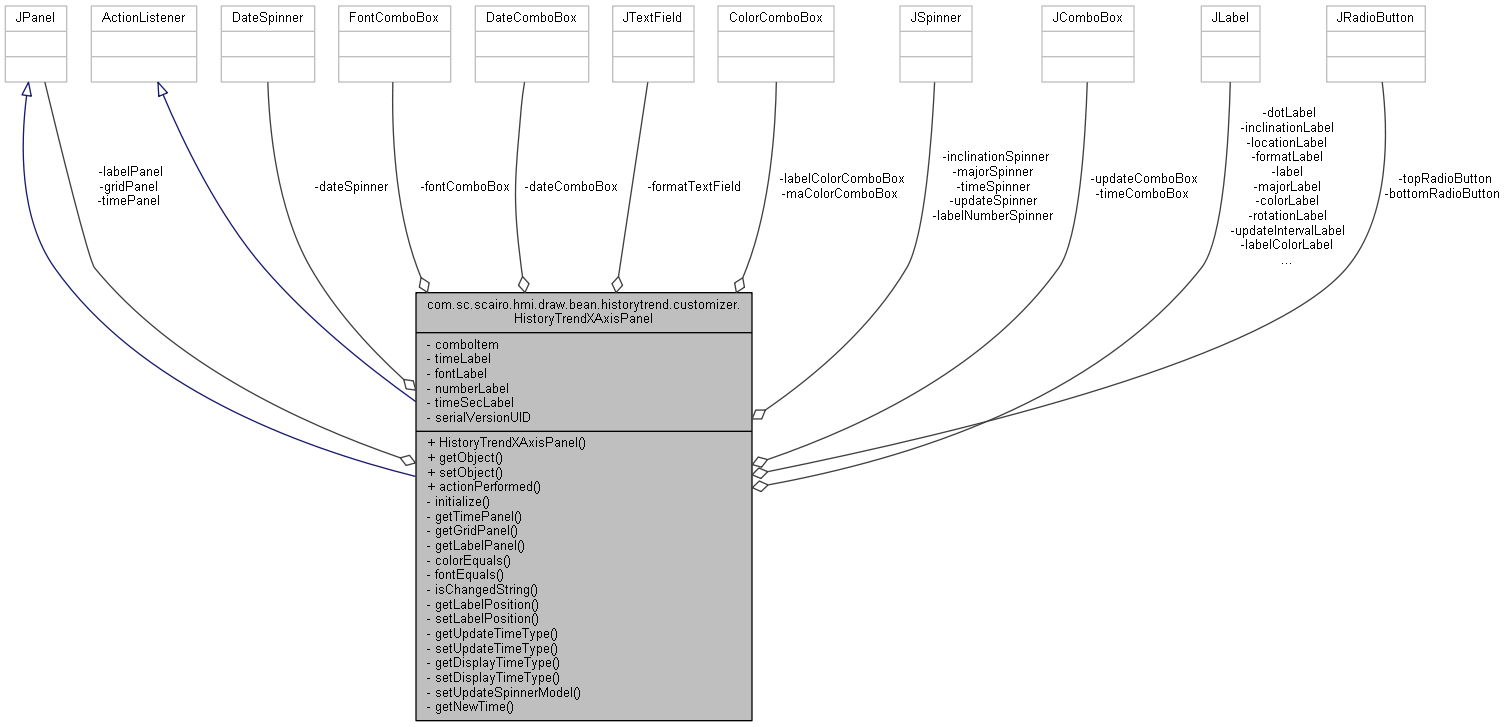 JPanel
ActionListener
DateSpinner
FontComboBox
DateComboBox
JTextField
ColorComboBox
JSpinner
JComboBox
JLabel
JRadioButton
-labelPanel
-gridPanel
-timePanel
-dateSpinner
-fontComboBox
-dateComboBox
-formatTextField
-labelColorComboBox
-maColorComboBox
-inclinationSpinner
-majorSpinner
-timeSpinner
-updateSpinner
-labelNumberSpinner
-updateComboBox
-timeComboBox
-dotLabel
-inclinationLabel
-locationLabel
-formatLabel
-label
-majorLabel
-colorLabel
-rotationLabel
-updateIntervalLabel
-labelColorLabel
...
-topRadioButton
-bottomRadioButton
com.sc.scairo.hmi.draw.bean.historytrend.customizer.
HistoryTrendXAxisPanel
- comboItem
- timeLabel
- fontLabel
- numberLabel
- timeSecLabel
- serialVersionUID
+ HistoryTrendXAxisPanel()
+ getObject()
+ setObject()
+ actionPerformed()
- initialize()
- getTimePanel()
- getGridPanel()
- getLabelPanel()
- colorEquals()
- fontEquals()
- isChangedString()
- getLabelPosition()
- setLabelPosition()
- getUpdateTimeType()
- setUpdateTimeType()
- getDisplayTimeType()
- setDisplayTimeType()
- setUpdateSpinnerModel()
- getNewTime()